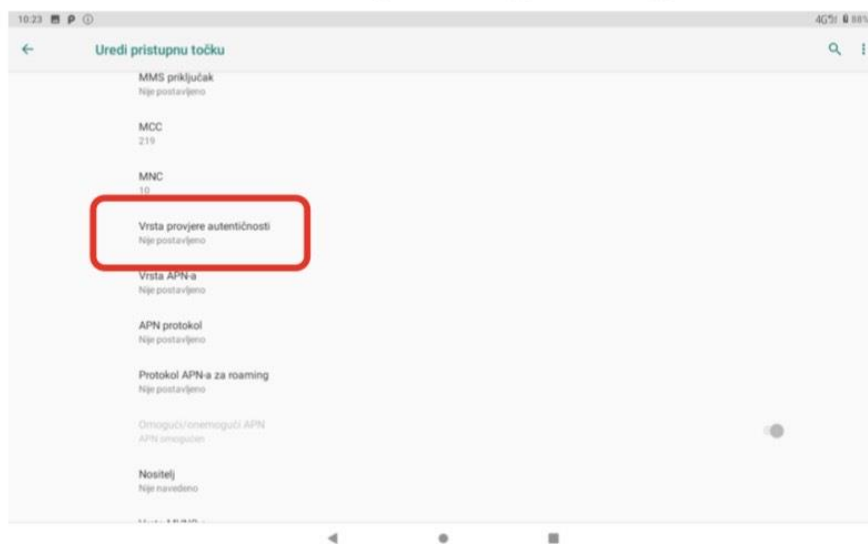 10:23
4G 88%
Uredi pristupnu točku
MMS priključak
Nije postavljeno
MCC
219
MNC
10
Vrsta provjere autentičnosti
Nije postavljeno
Vrsta APN-a
Nije postavljeno
APN protokol
Nije postavljeno
Protokol APN-a za roaming
Nije postavljeno
Omogući/onemogući APN
APN omogućen
Nositelj
Nije navedeno